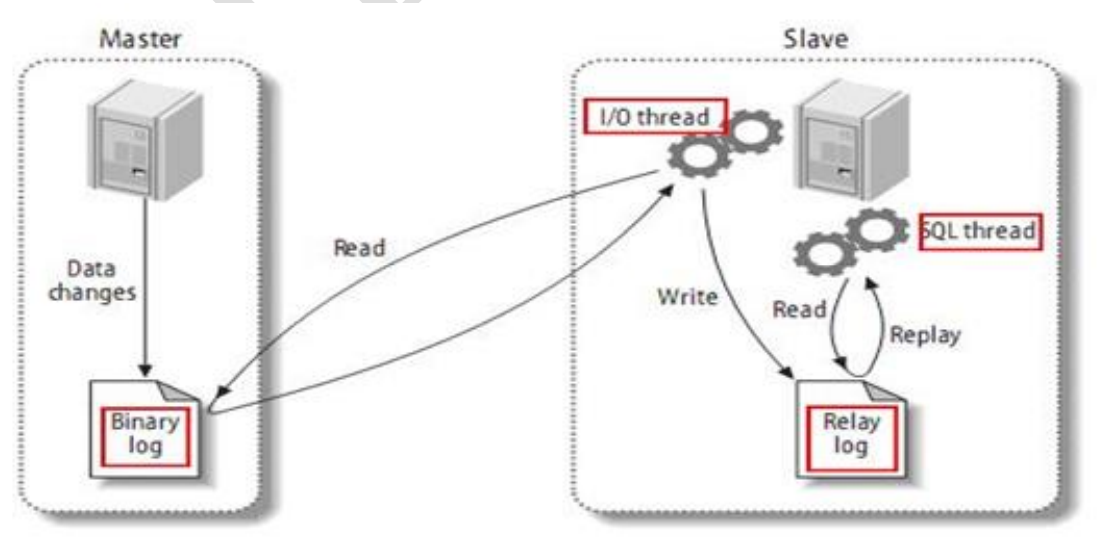 Master
Slave
I/O thread
SQL thread
Read
Data
changes
Write
Read
Replay
Binary
log
Relay
log